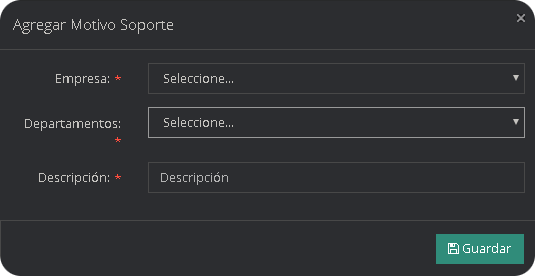 Agregar Motivo Soporte
×
Empresa: *
Seleccione...
Departamentos:
*
Seleccione...
Descripción: *
Descripción
Guardar